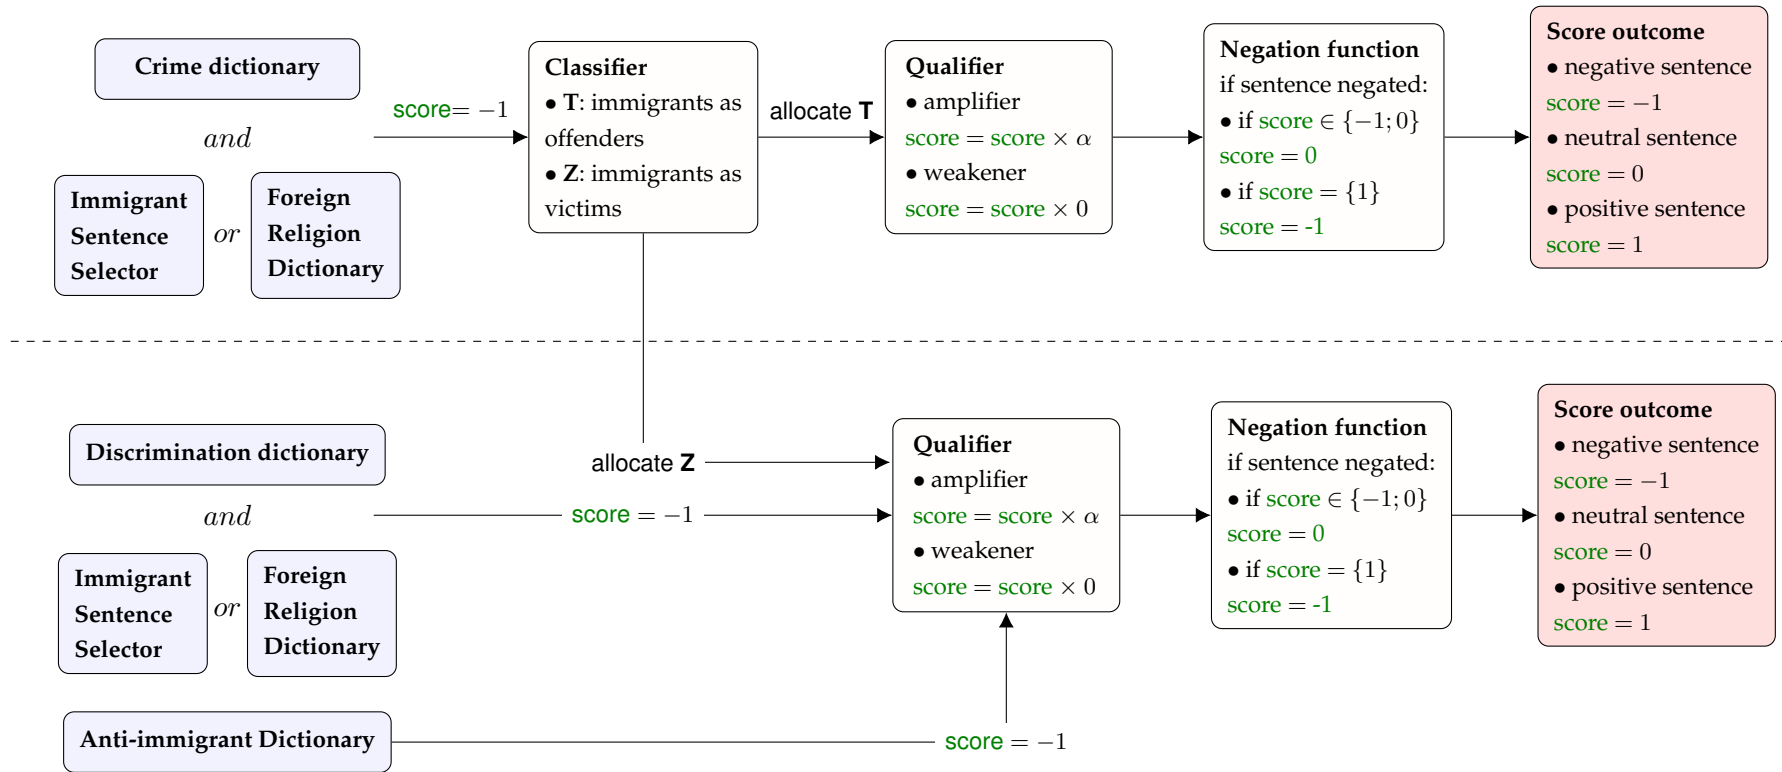 Crime dictionary
and
Immigrant
Sentence
Selector
or
Foreign
Religion
Dictionary
score= −1
Classifier
• T: immigrants as
offenders
• Z: immigrants as
victims
allocate T
Qualifier
• amplifier
score = score × α
• weakener
score = score × 0
Negation function
if sentence negated:
• if score ∈ {−1; 0}
score = 0
• if score = {1}
score = -1
Score outcome
• negative sentence
score = −1
• neutral sentence
score = 0
• positive sentence
score = 1
Discrimination dictionary
and
Immigrant
Sentence
Selector
or
Foreign
Religion
Dictionary
allocate Z
score = −1
Qualifier
• amplifier
score = score × α
• weakener
score = score × 0
Negation function
if sentence negated:
• if score ∈ {−1; 0}
score = 0
• if score = {1}
score = -1
Score outcome
• negative sentence
score = −1
• neutral sentence
score = 0
• positive sentence
score = 1
Anti-immigrant Dictionary
score = −1